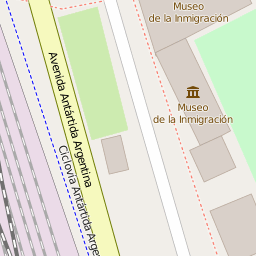 Museo
de la Inmigración
Museo
de la Inmigración
Avenida Antártida Argentina
Ciclovía Antártida Arge